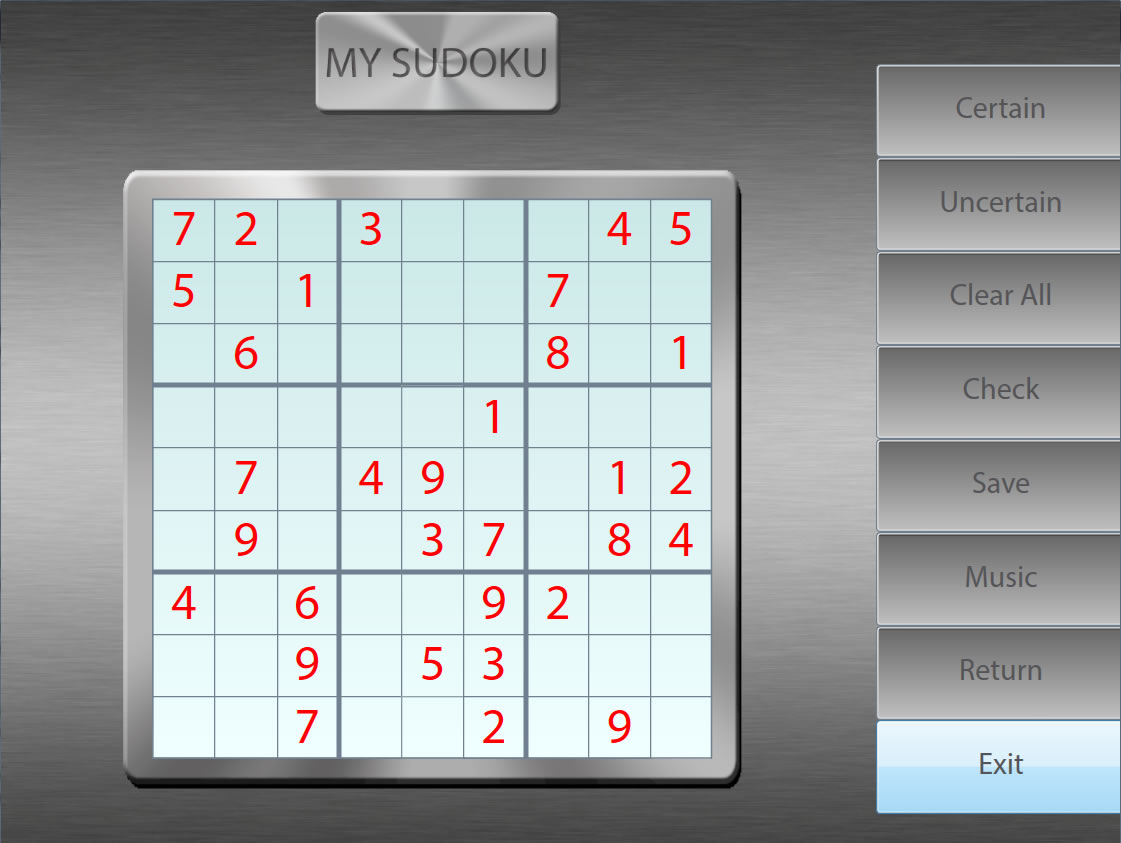 MY SUDOKU
7 2 3 4 5
5 1 7
6 8 1
1
7 4 9 1 2
9 3 7 8 4
4 6 9 2
9 5 3
7 2 9
Certain
Uncertain
Clear All
Check
Save
Music
Return
Exit